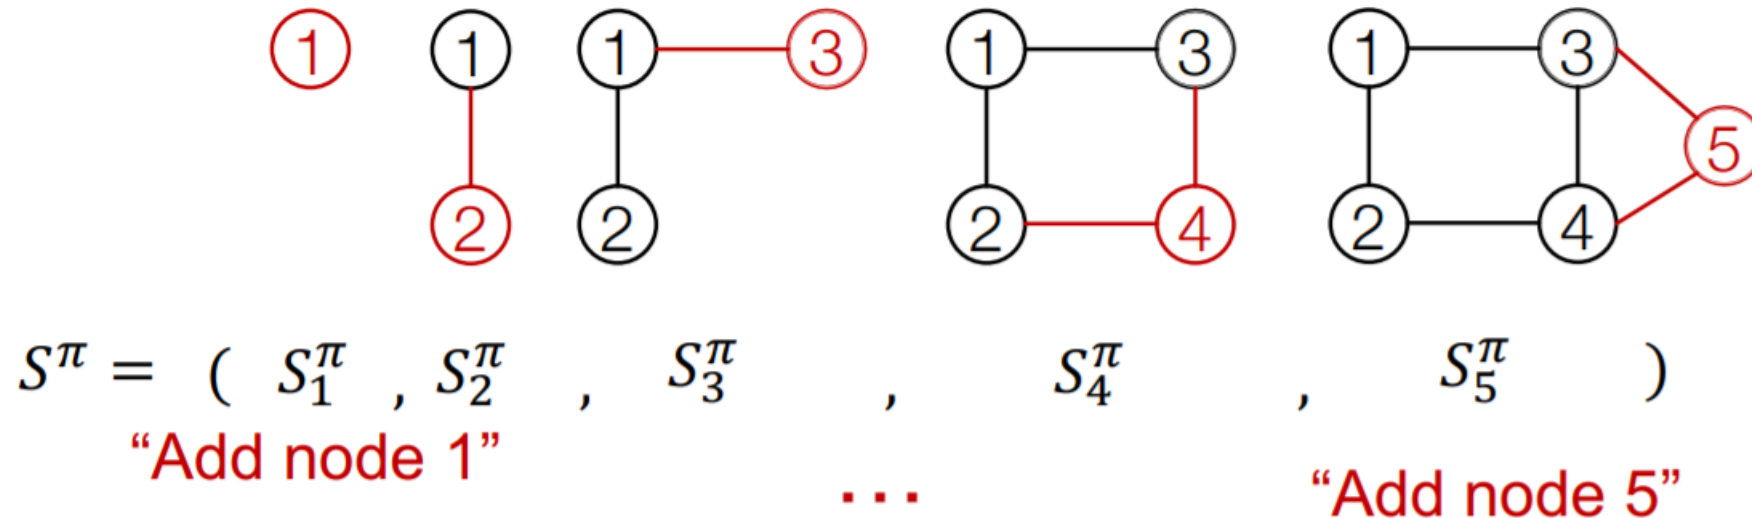 1 1 1 3 1 3 1 3
5
2 2 2 4 2 4
S^π = ( S_1^π , S_2^π , S_3^π , S_4^π , S_5^π )
“Add node 1”
... “Add node 5”